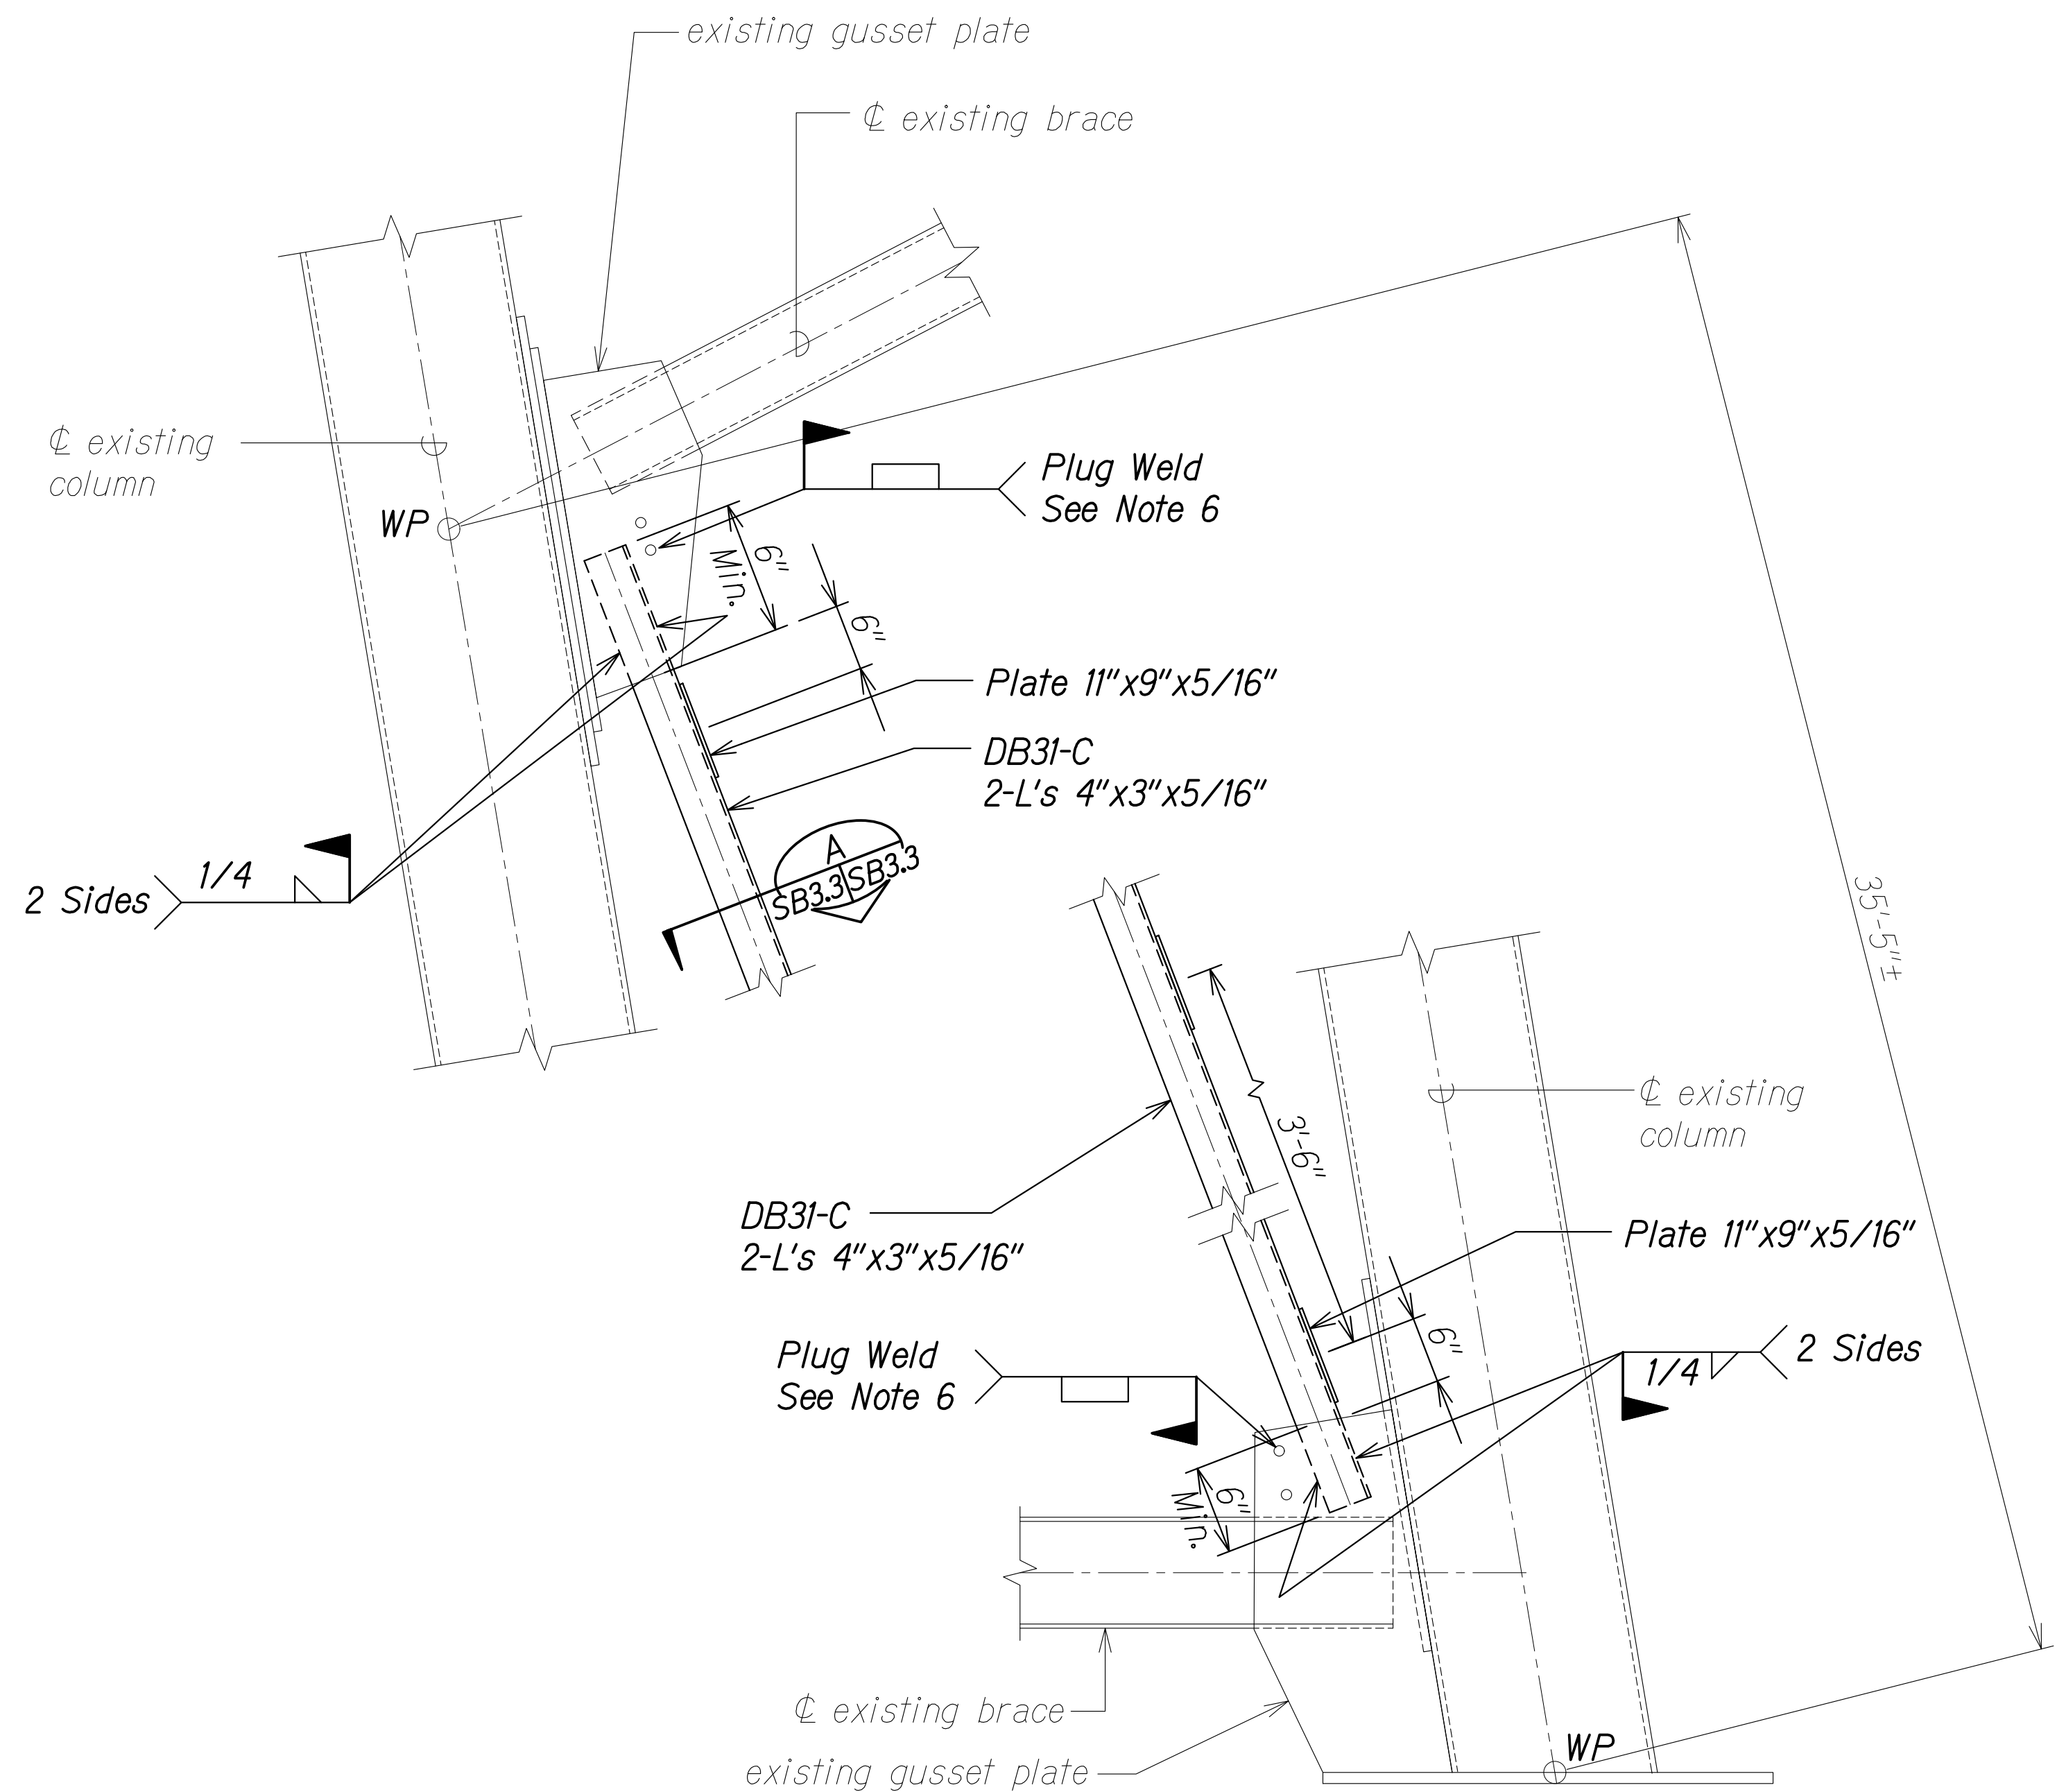 existing gusset plate
℄ existing brace
℄ existing
column
WP
Plug Weld
See Note 6
6"
Min.
6"
Plate 11"x9"x5/16"
DB31-C
2-L's 4"x3"x5/16"
A
SB3.3
SB3.3
1/4
2 Sides
35'-5"±
℄ existing
column
3'-6"
DB31-C
2-L's 4"x3"x5/16"
Plate 11"x9"x5/16"
6"
Plug Weld
See Note 6
1/4
2 Sides
6"
Min.
℄ existing brace
WP
existing gusset plate